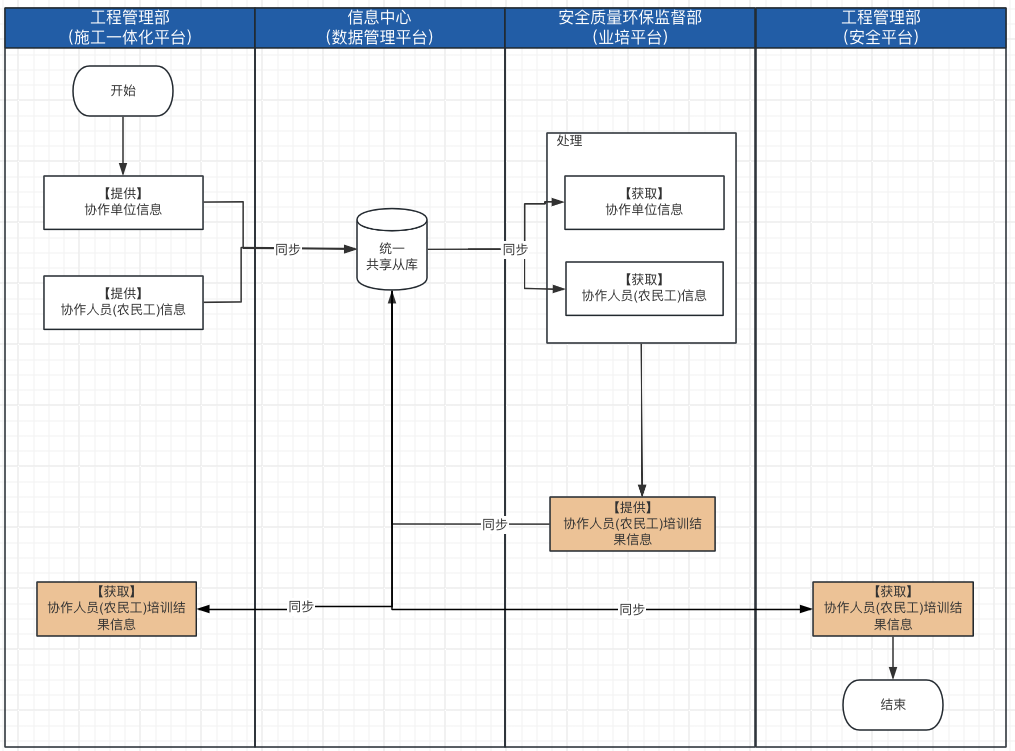 工程管理部
(施工一体化平台)
信息中心
(数据管理平台)
安全质量环保监督部
(业培平台)
工程管理部
(安全平台)
开始
处理
【提供】
协作单位信息
【获取】
协作单位信息
同步
统一
共享从库
同步
【提供】
协作人员(农民工)信息
【获取】
协作人员(农民工)信息
【提供】
协作人员(农民工)培训结
果信息
同步
【获取】
协作人员(农民工)培训结
果信息
同步
同步
【获取】
协作人员(农民工)培训结
果信息
结束